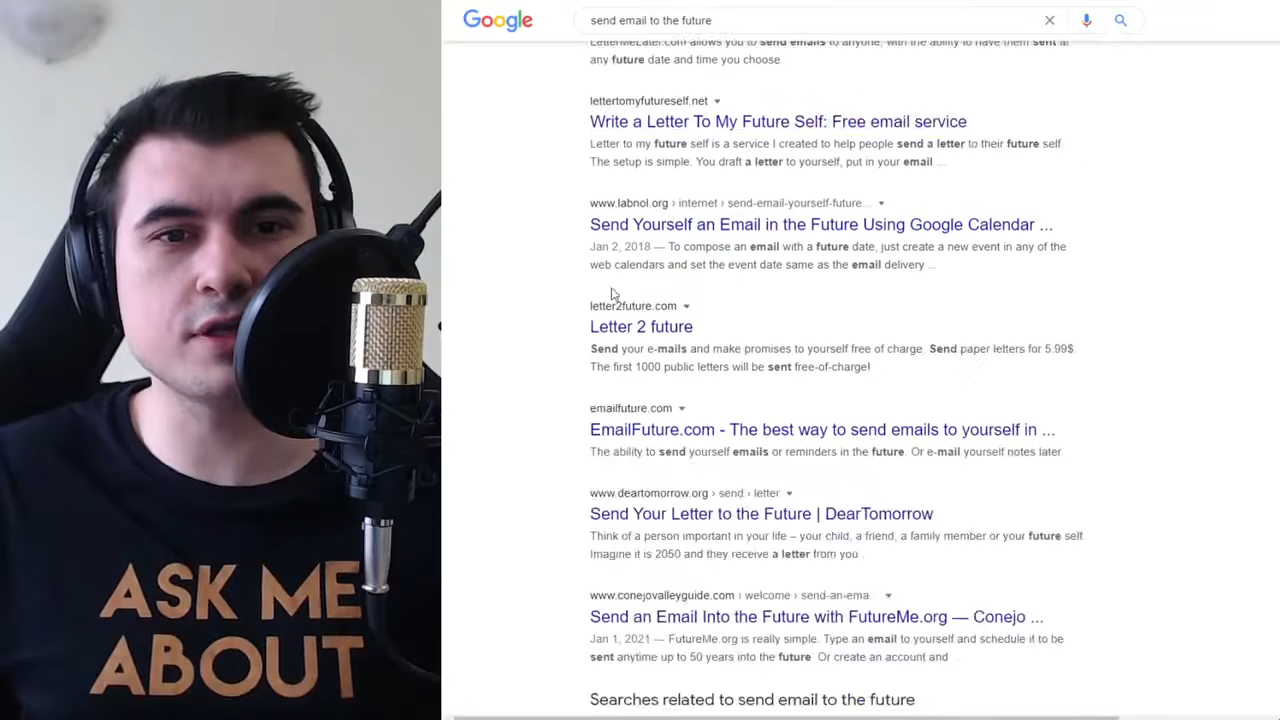 Google
send email to the future
LetterMeLater.com allows you to send emails to anyone, with the ability to have them sent at
any future date and time you choose.
lettertomyfutureself.net
Write a Letter To My Future Self: Free email service
Letter to my future self is a service I created to help people send a letter to their future self.
The setup is simple. You draft a letter to yourself, put in your email ...
www.labnol.org › internet › send-email-yourself-future...
Send Yourself an Email in the Future Using Google Calendar ...
Jan 2, 2018 — To compose an email with a future date, just create a new event in any of the
web calendars and set the event date same as the email delivery ...
letter2future.com
Letter 2 future
Send your e-mails and make promises to yourself free of charge. Send paper letters for 5.99$.
The first 1000 public letters will be sent free-of-charge!
emailfuture.com
EmailFuture.com - The best way to send emails to yourself in ...
The ability to send yourself emails or reminders in the future. Or e-mail yourself notes later.
www.deartomorrow.org › send › letter
Send Your Letter to the Future | DearTomorrow
Think of a person important in your life – your child, a friend, a family member or your future self.
Imagine it is 2050 and they receive a letter from you.
www.conejovalleyguide.com › welcome › send-an-ema...
Send an Email Into the Future with FutureMe.org — Conejo ...
Jan 1, 2021 — FutureMe.org is really simple. Type an email to yourself and schedule it to be
sent anytime up to 50 years into the future. Or create an account and ...
Searches related to send email to the future
ASK ME
ABOUT